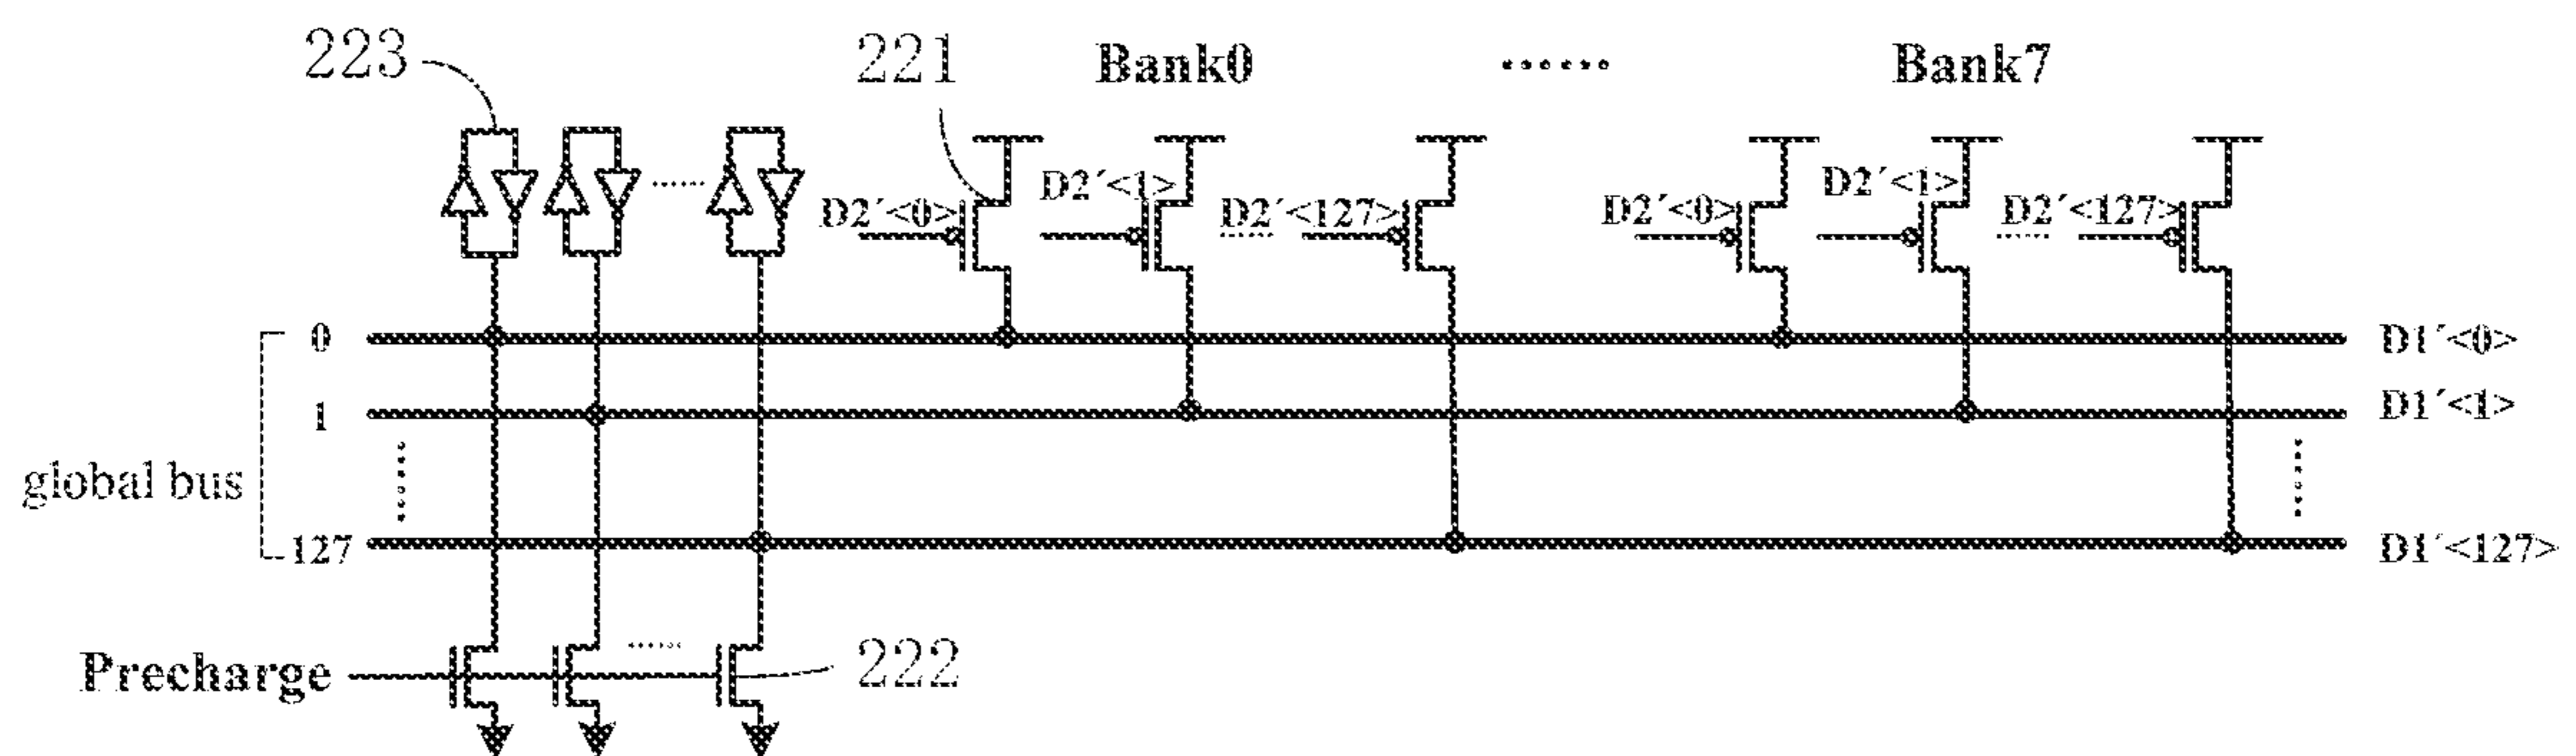 223
221
Bank0
......
Bank7
D2´<0>
D2´<1>
......
D2´<127>
D2´<0>
D2´<1>
......
D2´<127>
global bus
0
D1´<0>
1
D1´<1>
127
D1´<127>
Precharge
222